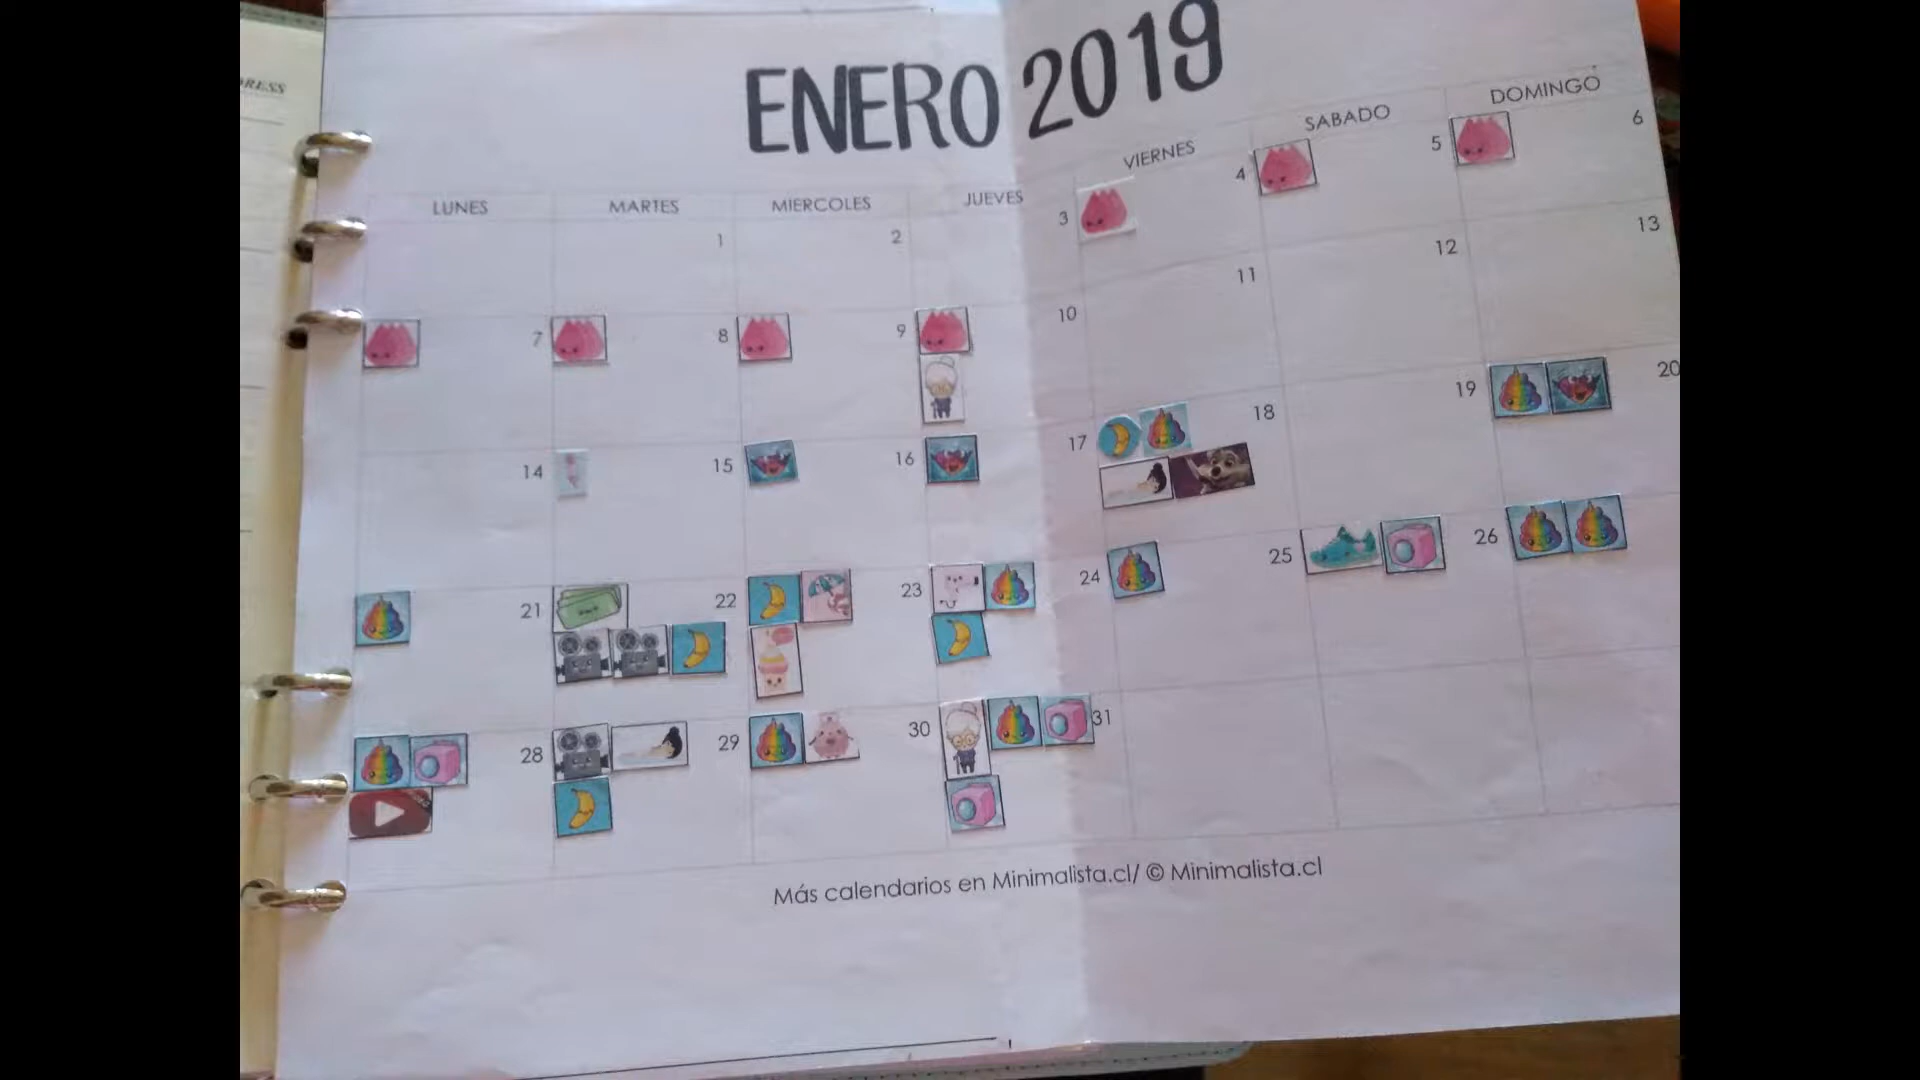 RESS
ENERO 2019
LUNES MARTES MIERCOLES JUEVES VIERNES SABADO DOMINGO
1 2 3 4 5 6
7 8 9 10 11 12 13
14 15 16 17 18 19 20
21 22 23 24 25 26
28 29 30 31
Más calendarios en Minimalista.cl/ © Minimalista.cl